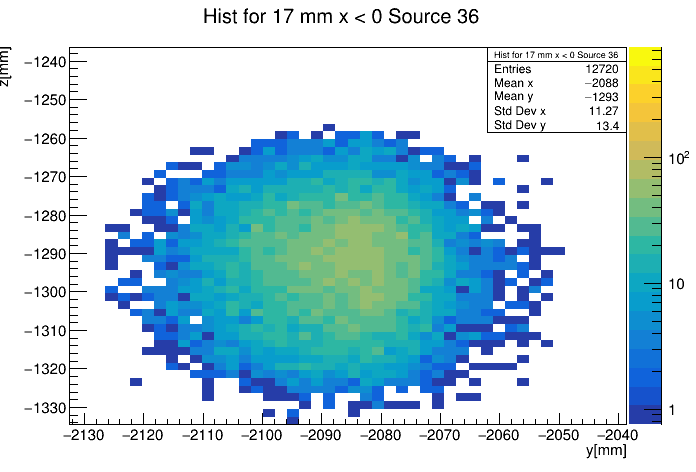 Hist for 17 mm x < 0 Source 36
z[mm]
Hist for 17 mm x < 0 Source 36
Entries 12720
Mean x −2088
Mean y −1293
Std Dev x 11.27
Std Dev y 13.4
−1240
−1250
−1260
−1270
−1280
−1290
−1300
−1310
−1320
−1330
10²
10
1
−2130 −2120 −2110 −2100 −2090 −2080 −2070 −2060 −2050 −2040
y[mm]